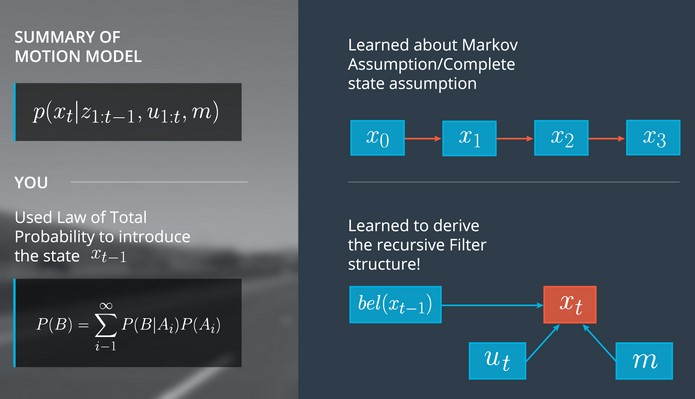 SUMMARY OF
MOTION MODEL
p(x_t|z_{1:t−1}, u_{1:t}, m)
YOU
Used Law of Total
Probability to introduce
the state x_{t−1}
P(B) = \sum_{i−1}^{∞} P(B|A_i)P(A_i)
Learned about Markov
Assumption/Complete
state assumption
x_0 x_1 x_2 x_3
Learned to derive
the recursive Filter
structure!
bel(x_{t−1}) x_t
u_t m